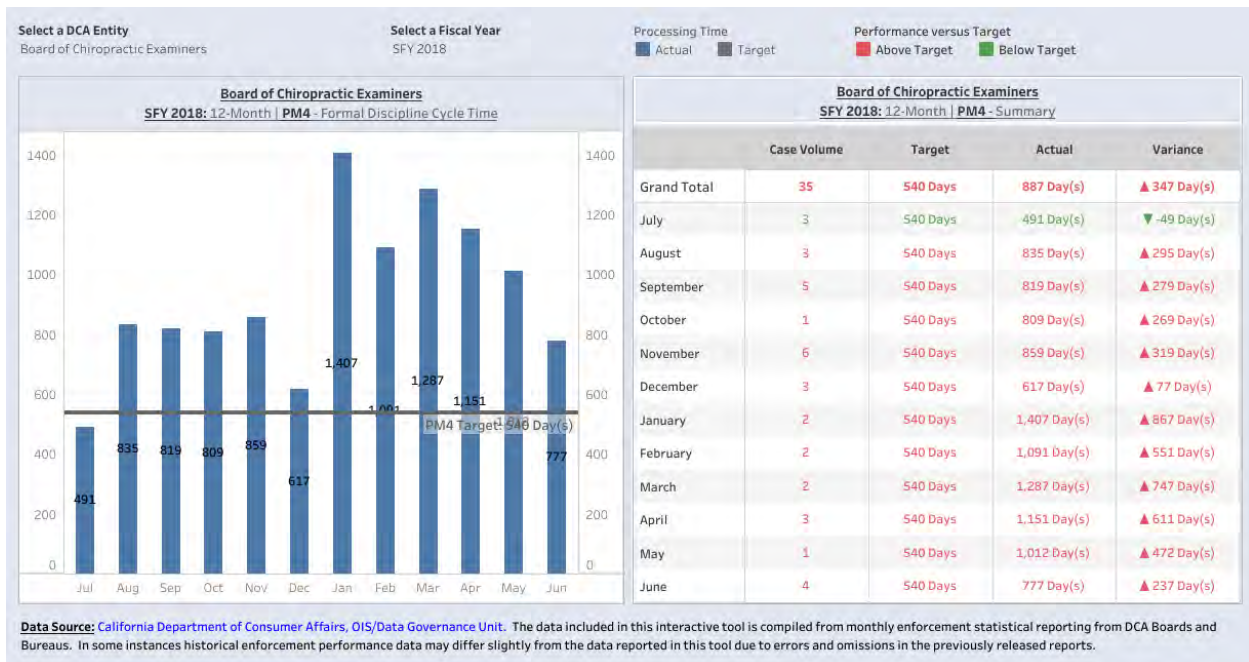 Select a DCA Entity
Board of Chiropractic Examiners
Select a Fiscal Year
SFY 2018
Processing Time
Actual Target
Performance versus Target
Above Target Below Target
Board of Chiropractic Examiners
SFY 2018: 12-Month | PM4 - Formal Discipline Cycle Time
1400 1400
1200 1200
1000 1000
800 800
600 600
400 400
200 200
0 0
491
835
819
809
859
617
1,407
1,091
1,287
1,151
777
PM4 Target: 540 Day(s)
Jul Aug Sep Oct Nov Dec Jan Feb Mar Apr May Jun
Board of Chiropractic Examiners
SFY 2018: 12-Month | PM4 - Summary
Case Volume Target Actual Variance
Grand Total 35 540 Days 887 Day(s) ▲ 347 Day(s)
July 3 540 Days 491 Day(s) ▼ -49 Day(s)
August 3 540 Days 835 Day(s) ▲ 295 Day(s)
September 5 540 Days 819 Day(s) ▲ 279 Day(s)
October 1 540 Days 809 Day(s) ▲ 269 Day(s)
November 6 540 Days 859 Day(s) ▲ 319 Day(s)
December 3 540 Days 617 Day(s) ▲ 77 Day(s)
January 2 540 Days 1,407 Day(s) ▲ 867 Day(s)
February 2 540 Days 1,091 Day(s) ▲ 551 Day(s)
March 2 540 Days 1,287 Day(s) ▲ 747 Day(s)
April 3 540 Days 1,151 Day(s) ▲ 611 Day(s)
May 1 540 Days 1,012 Day(s) ▲ 472 Day(s)
June 4 540 Days 777 Day(s) ▲ 237 Day(s)
Data Source: California Department of Consumer Affairs, OIS/Data Governance Unit. The data included in this interactive tool is compiled from monthly enforcement statistical reporting from DCA Boards and
Bureaus. In some instances historical enforcement performance data may differ slightly from the data reported in this tool due to errors and omissions in the previously released reports.